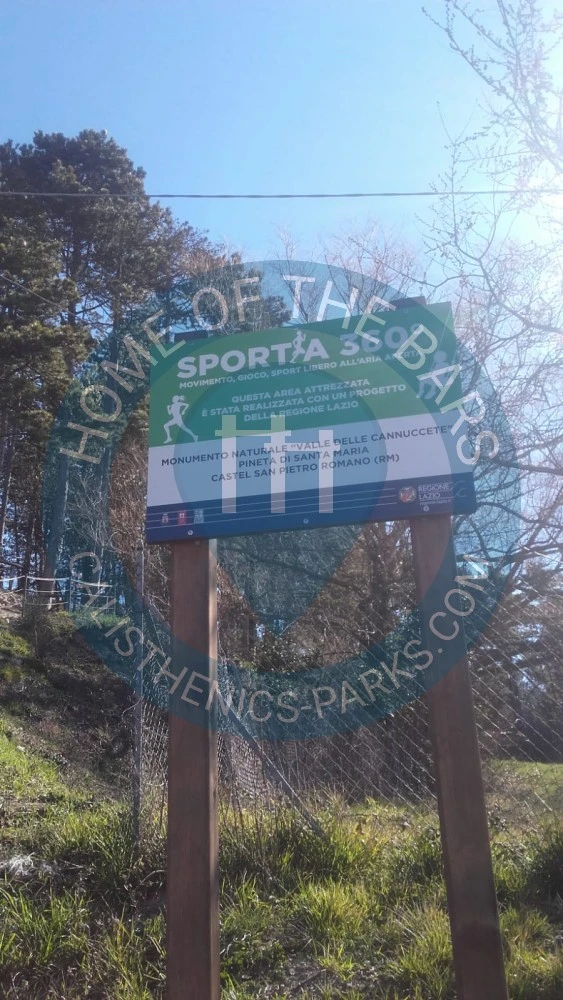 HOME OF THE BARS
SPORTIA 360°
MOVIMENTO, GIOCO, SPORT LIBERO ALL'ARIA APERTA
QUESTA AREA ATTREZZATA
È STATA REALIZZATA CON UN PROGETTO
DELLA REGIONE LAZIO
MONUMENTO NATURALE "VALLE DELLE CANNUCCETE"
PINETA DI SANTA MARIA
CASTEL SAN PIETRO ROMANO (RM)
REGIONE
LAZIO
CALISTHENICS-PARKS.COM